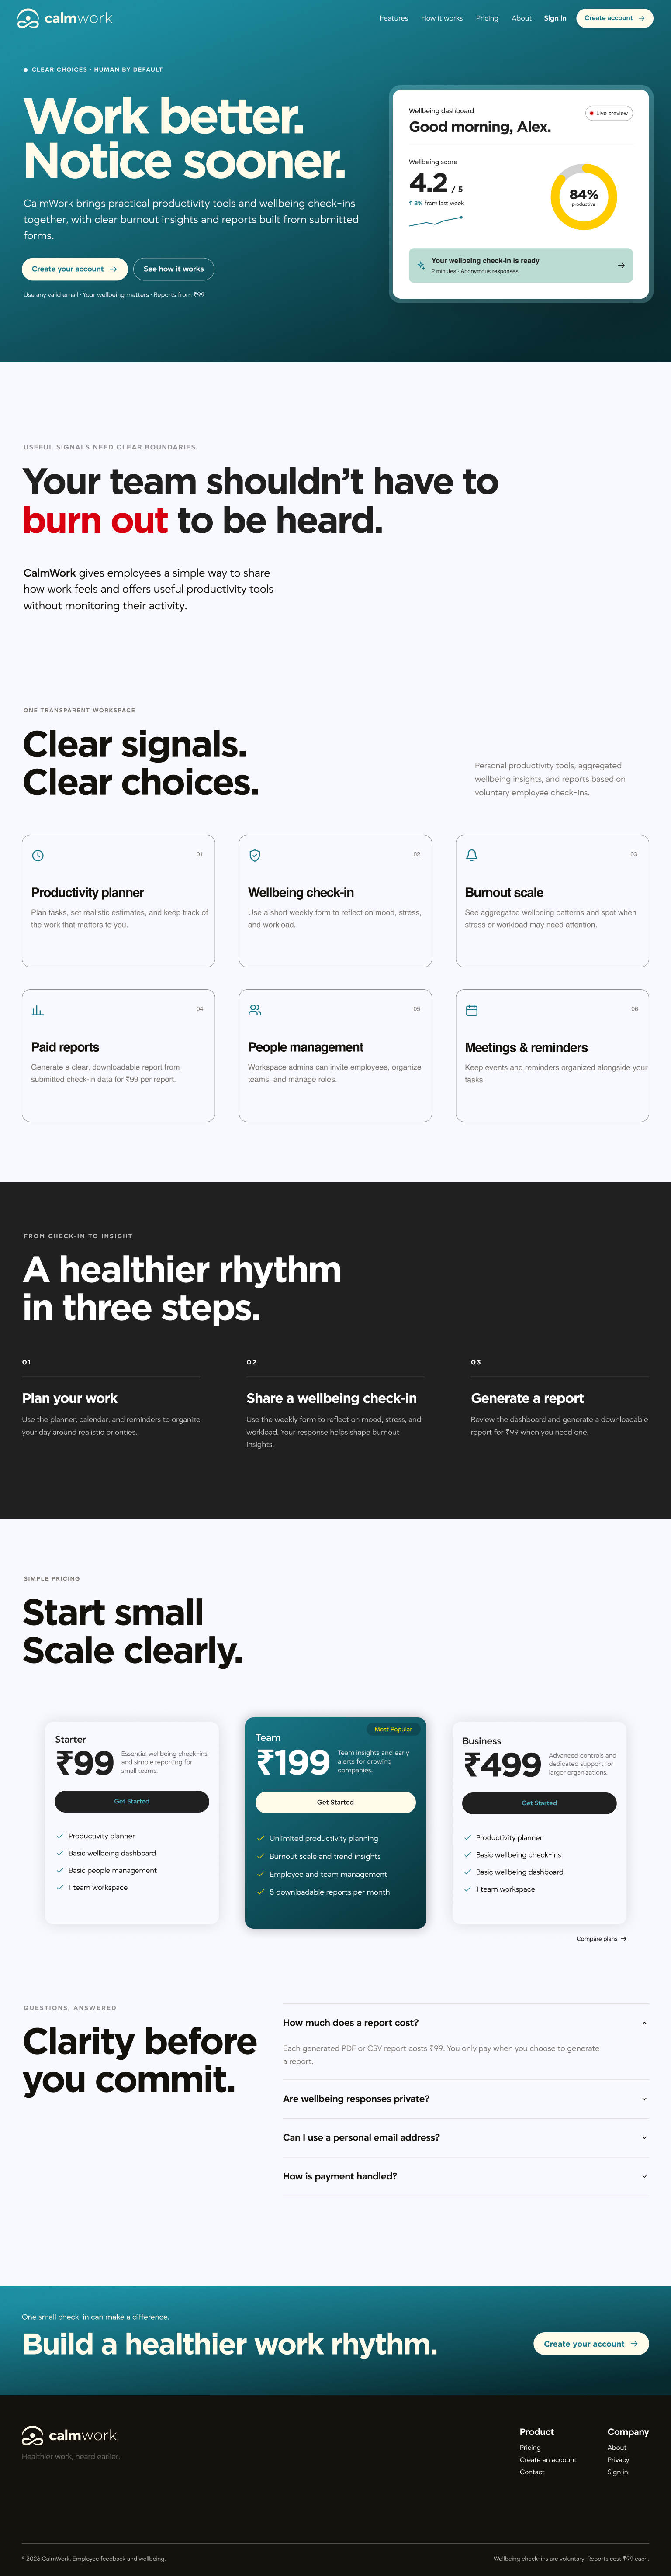 calmwork
Features How it works Pricing About Sign in Create account →
CLEAR CHOICES · HUMAN BY DEFAULT
Work better.
Notice sooner.
CalmWork brings practical productivity tools and wellbeing check-ins
together, with clear burnout insights and reports built from submitted
forms.
Create your account → See how it works
Use any valid email · Your wellbeing matters · Reports from ₹99
Wellbeing dashboard
Good morning, Alex.
Live preview
Wellbeing score
4.2 / 5
↑ 8% from last week
84%
productive
Your wellbeing check-in is ready
2 minutes · Anonymous responses
→
USEFUL SIGNALS NEED CLEAR BOUNDARIES.
Your team shouldn’t have to
burn out to be heard.
CalmWork gives employees a simple way to share
how work feels and offers useful productivity tools
without monitoring their activity.
ONE TRANSPARENT WORKSPACE
Clear signals.
Clear choices.
Personal productivity tools, aggregated
wellbeing insights, and reports based on
voluntary employee check-ins.
01
Productivity planner
Plan tasks, set realistic estimates, and keep track of
the work that matters to you.
02
Wellbeing check-in
Use a short weekly form to reflect on mood, stress,
and workload.
03
Burnout scale
See aggregated wellbeing patterns and spot when
stress or workload may need attention.
04
Paid reports
Generate a clear, downloadable report from
submitted check-in data for ₹99 per report.
05
People management
Workspace admins can invite employees, organize
teams, and manage roles.
06
Meetings & reminders
Keep events and reminders organized alongside your
tasks.
FROM CHECK-IN TO INSIGHT
A healthier rhythm
in three steps.
01
Plan your work
Use the planner, calendar, and reminders to organize
your day around realistic priorities.
02
Share a wellbeing check-in
Use the weekly form to reflect on mood, stress, and
workload. Your response helps shape burnout
insights.
03
Generate a report
Review the dashboard and generate a downloadable
report for ₹99 when you need one.
SIMPLE PRICING
Start small
Scale clearly.
Starter
₹99
Essential wellbeing check-ins
and simple reporting for
small teams.
Get Started
Productivity planner
Basic wellbeing dashboard
Basic people management
1 team workspace
Most Popular
Team
₹199
Team insights and early
alerts for growing
companies.
Get Started
Unlimited productivity planning
Burnout scale and trend insights
Employee and team management
5 downloadable reports per month
Business
₹499
Advanced controls and
dedicated support for
larger organizations.
Get Started
Productivity planner
Basic wellbeing check-ins
Basic wellbeing dashboard
1 team workspace
Compare plans →
QUESTIONS, ANSWERED
Clarity before
you commit.
How much does a report cost?
Each generated PDF or CSV report costs ₹99. You only pay when you choose to generate
a report.
Are wellbeing responses private?
Can I use a personal email address?
How is payment handled?
One small check-in can make a difference.
Build a healthier work rhythm.
Create your account →
calmwork
Healthier work, heard earlier.
Product
Pricing
Create an account
Contact
Company
About
Privacy
Sign in
© 2026 CalmWork. Employee feedback and wellbeing.
Wellbeing check-ins are voluntary. Reports cost ₹99 each.